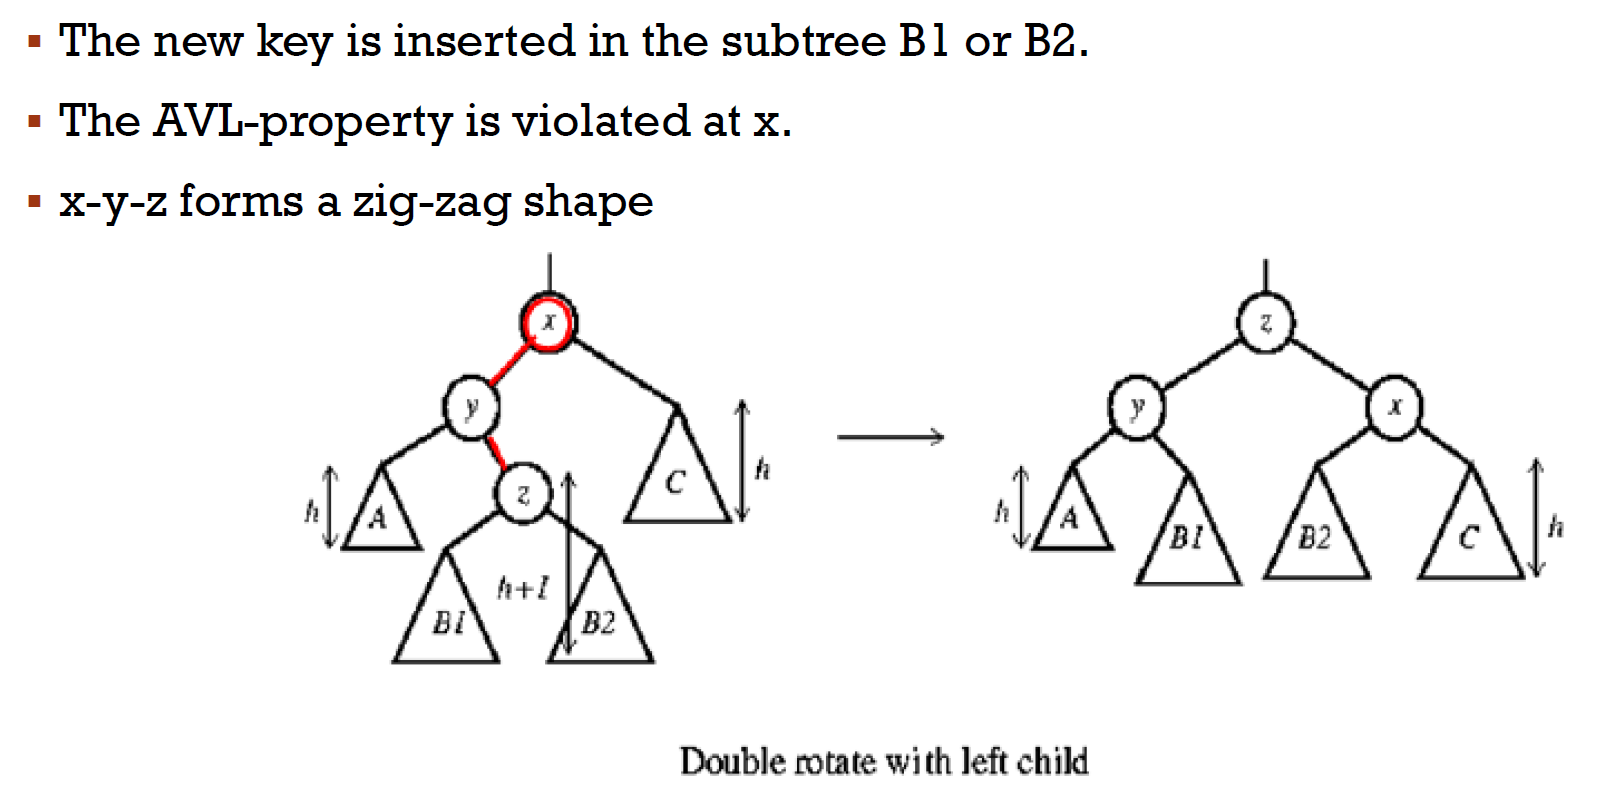 The new key is inserted in the subtree B1 or B2.
The AVL-property is violated at x.
x-y-z forms a zig-zag shape
x
z
y
y
x
h
C
h
A
z
h
A
B1
B2
C
h
h+1
B1
B2
Double rotate with left child